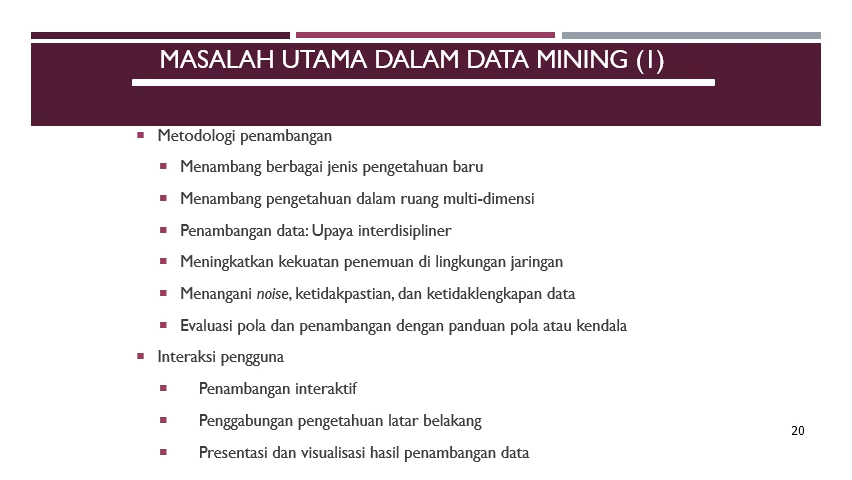 MASALAH UTAMA DALAM DATA MINING (1)
Metodologi penambangan
Menambang berbagai jenis pengetahuan baru
Menambang pengetahuan dalam ruang multi-dimensi
Penambangan data: Upaya interdisipliner
Meningkatkan kekuatan penemuan di lingkungan jaringan
Menangani noise, ketidakpastian, dan ketidaklengkapan data
Evaluasi pola dan penambangan dengan panduan pola atau kendala
Interaksi pengguna
Penambangan interaktif
Penggabungan pengetahuan latar belakang
Presentasi dan visualisasi hasil penambangan data
20